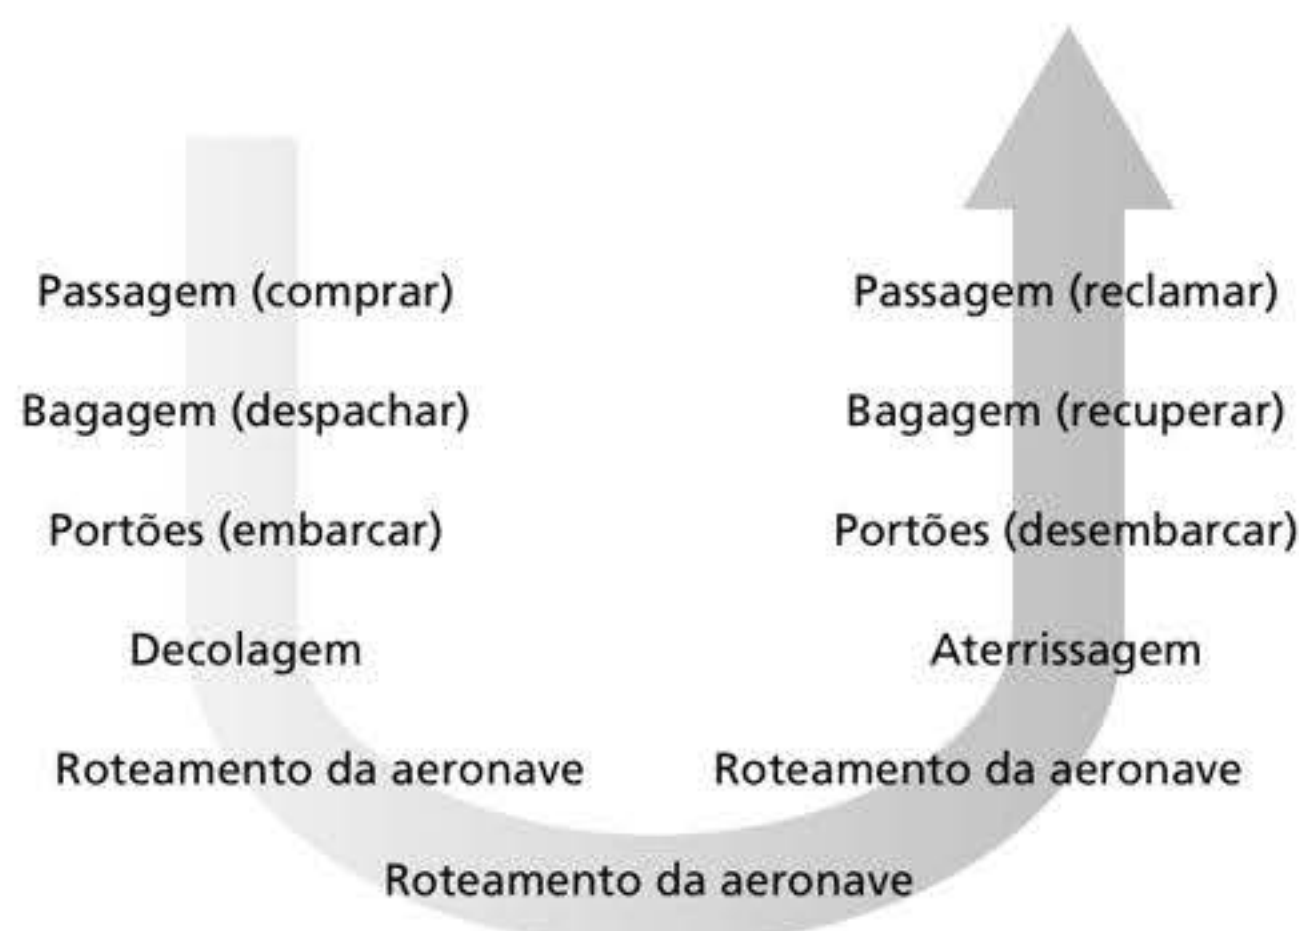 Passagem (comprar)
Bagagem (despachar)
Portões (embarcar)
Decolagem
Roteamento da aeronave
Roteamento da aeronave
Passagem (reclamar)
Bagagem (recuperar)
Portões (desembarcar)
Aterrissagem
Roteamento da aeronave